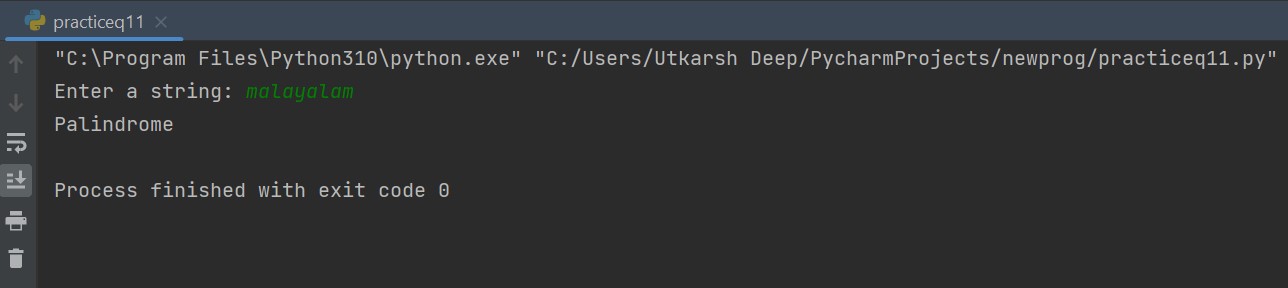 practiceq11
"C:\Program Files\Python310\python.exe" "C:/Users/Utkarsh Deep/PycharmProjects/newprog/practiceq11.py"
Enter a string: malayalam
Palindrome
Process finished with exit code 0